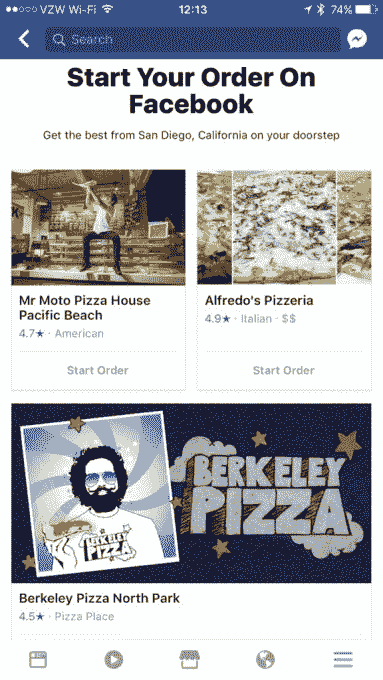 VZW Wi-Fi 12:13 74%
Search
Start Your Order On
Facebook
Get the best from San Diego, California on your doorstep
Mr Moto Pizza House
Pacific Beach
4.7★ · American
Start Order
Alfredo's Pizzeria
4.9★ · Italian · $$
Start Order
BERKELEY
PIZZA
BERKELEY
PIZZA
Berkeley Pizza North Park
4.5★ · Pizza Place